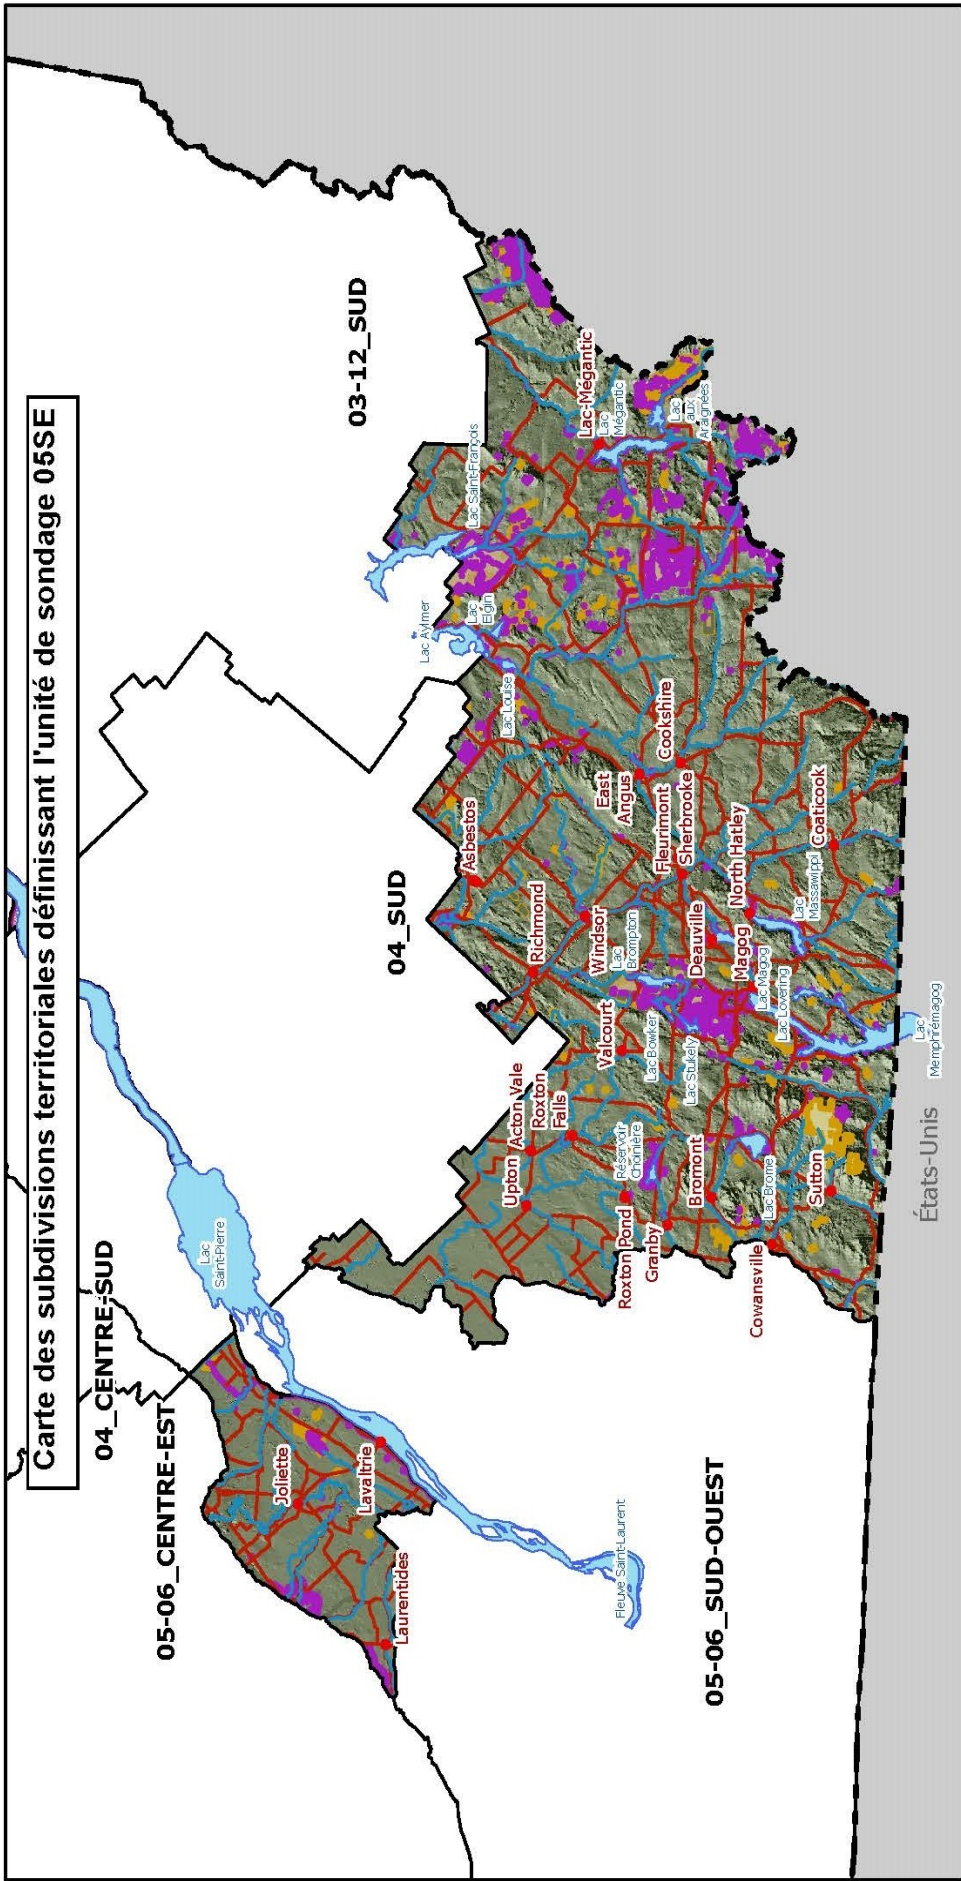 Carte des subdivisions territoriales définissant l'unité de sondage 05SE
04_CENTRE-SUD
05-06_CENTRE-EST
03-12_SUD
04_SUD
05-06_SUD-OUEST
Lac
Saint-Pierre
Joliette
Lavaltrie
Laurentides
Fleuve Saint-Laurent
Lac Saint-François
Lac Aylmer
Lac
Elgin
Lac Louise
Lac-Mégantic
Lac
Mégantic
Lac
aux
Araignées
Asbestos
Richmond
Windsor
East
Angus
Cookshire
Fleurimont
Sherbrooke
Lac
Brompton
Deauville
North Hatley
Magog
Coaticook
Lac
Massawippi
Lac Magog
Lac Lovering
Lac
Memphrémagog
Valcourt
Lac Bowker
Lac Stukely
Acton Vale
Roxton
Falls
Upton
Réservoir
Choinière
Roxton Pond
Granby
Bromont
Lac Brome
Sutton
Cowansville
États-Unis